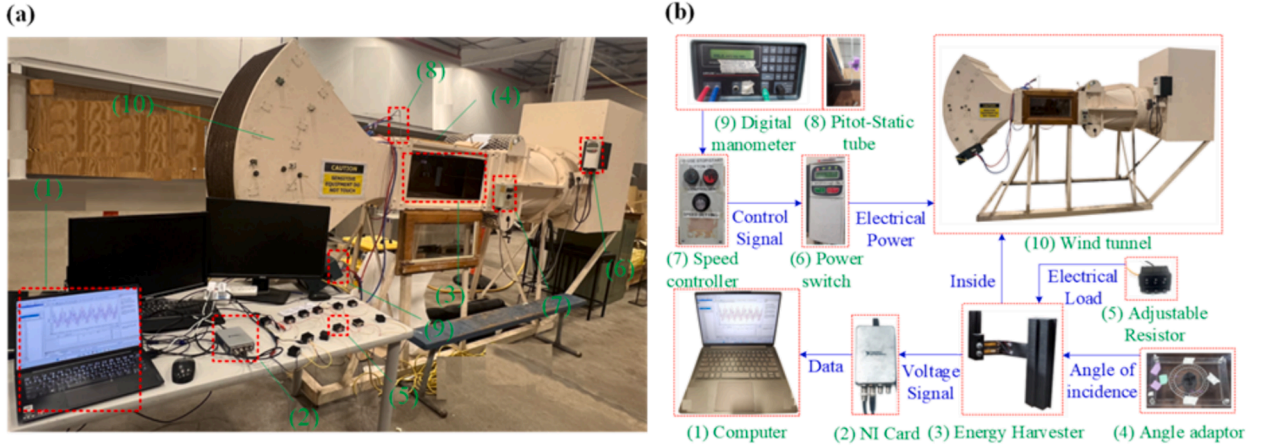 (a)
(8)
(4)
(10)
CAUTION
SENSITIVE
EQUIPMENT DO
NOT TOUCH
(1)
(6)
(3)
(7)
(9)
(5)
(2)
(b)
(9) Digital
manometer
(8) Pitot-Static
tube
Control
Signal
Electrical
Power
CAUTION
(7) Speed
controller
(6) Power
switch
(10) Wind tunnel
Inside
Electrical
Load
(5) Adjustable
Resistor
Data
Voltage
Signal
Angle of
incidence
(1) Computer
(2) NI Card
(3) Energy Harvester
(4) Angle adaptor